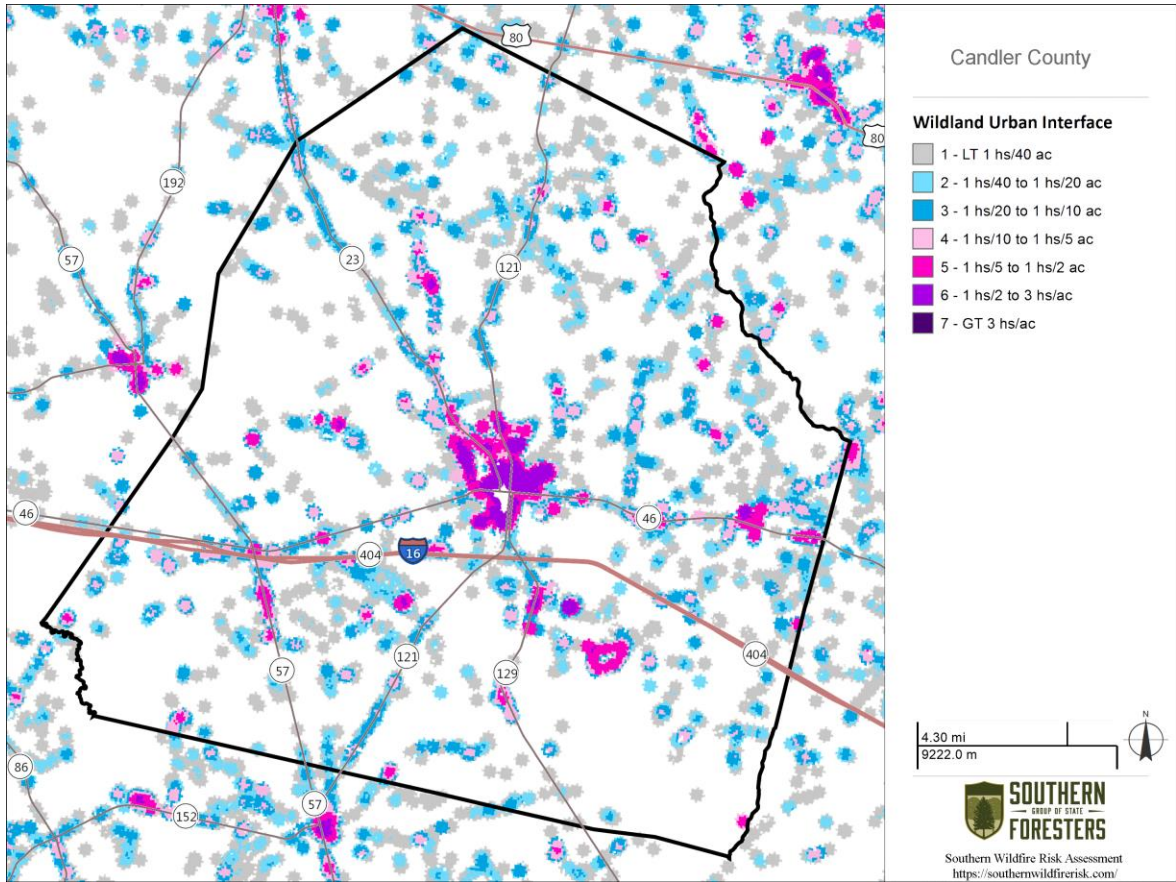 80
80
192
57
23
121
46
46
404
16
57
121
129
404
86
57
152
Candler County
Wildland Urban Interface
1 - LT 1 hs/40 ac
2 - 1 hs/40 to 1 hs/20 ac
3 - 1 hs/20 to 1 hs/10 ac
4 - 1 hs/10 to 1 hs/5 ac
5 - 1 hs/5 to 1 hs/2 ac
6 - 1 hs/2 to 3 hs/ac
7 - GT 3 hs/ac
4.30 mi
9222.0 m
N
SOUTHERN
GROUP OF STATE
FORESTERS
Southern Wildfire Risk Assessment
https://southernwildfirerisk.com/